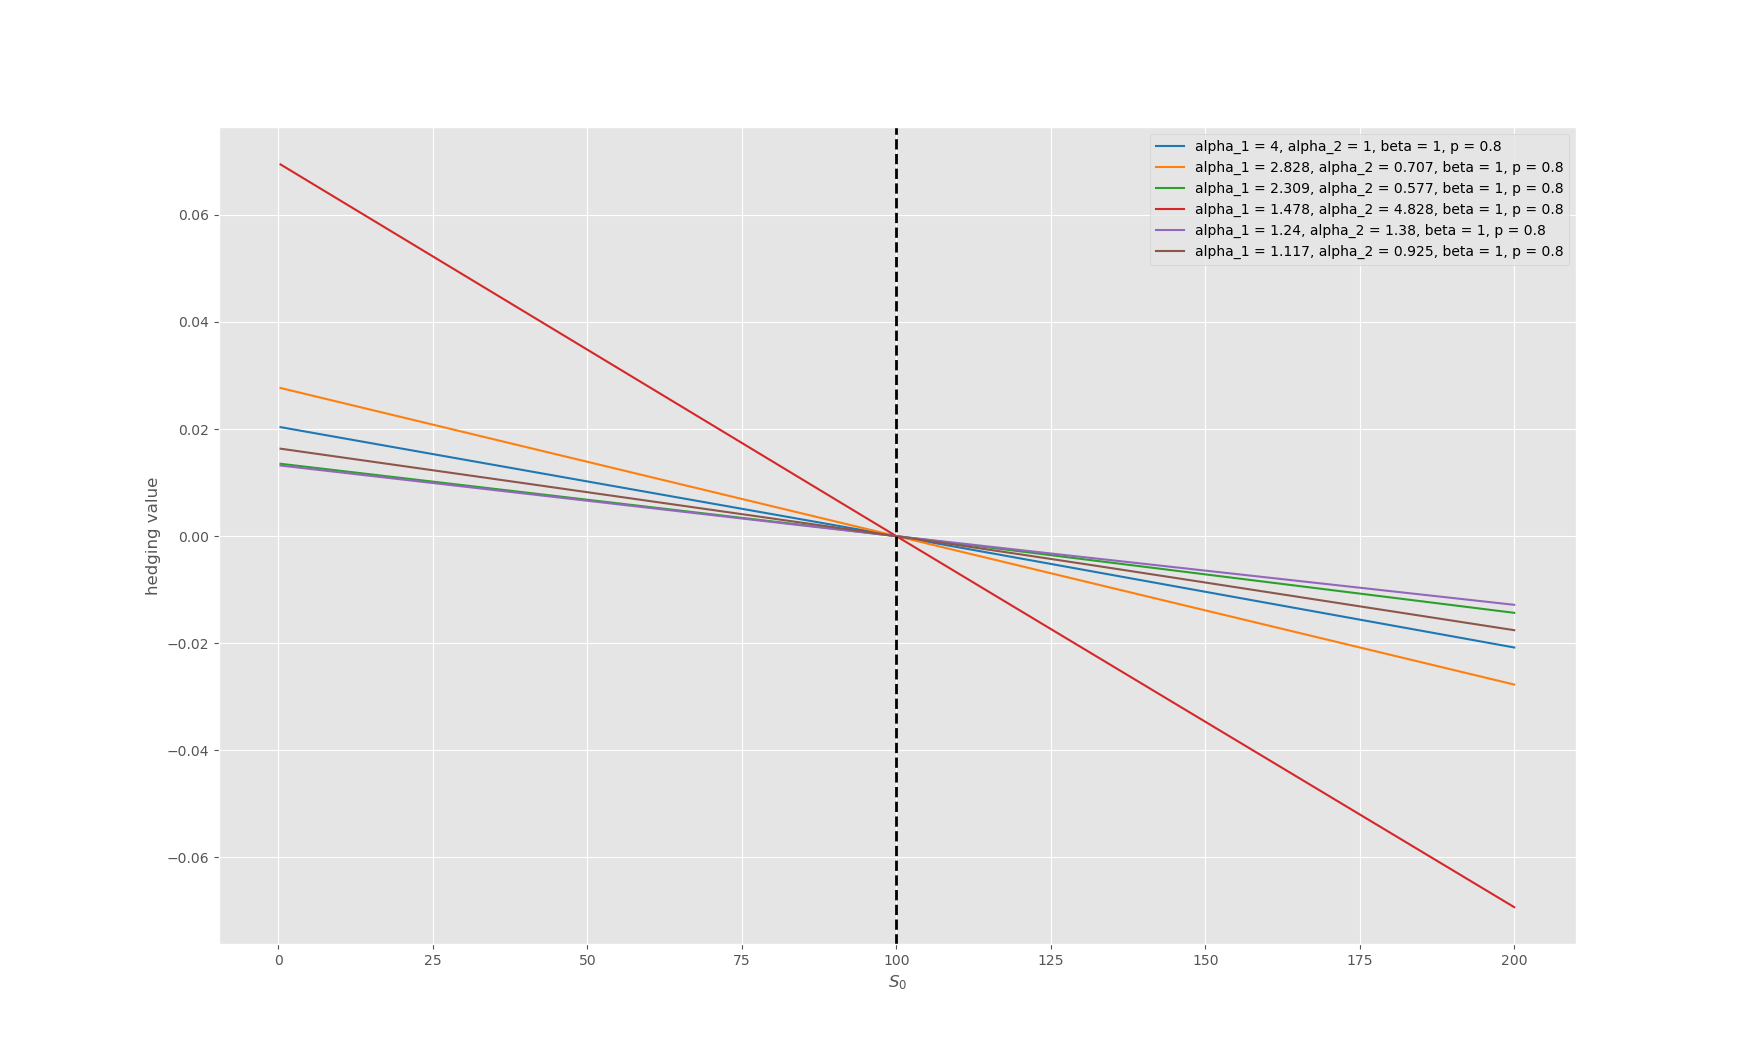 alpha_1 = 4, alpha_2 = 1, beta = 1, p = 0.8
alpha_1 = 2.828, alpha_2 = 0.707, beta = 1, p = 0.8
alpha_1 = 2.309, alpha_2 = 0.577, beta = 1, p = 0.8
alpha_1 = 1.478, alpha_2 = 4.828, beta = 1, p = 0.8
alpha_1 = 1.24, alpha_2 = 1.38, beta = 1, p = 0.8
alpha_1 = 1.117, alpha_2 = 0.925, beta = 1, p = 0.8
0.06
0.04
0.02
0.00
−0.02
−0.04
−0.06
hedging value
0 25 50 75 100 125 150 175 200
S₀